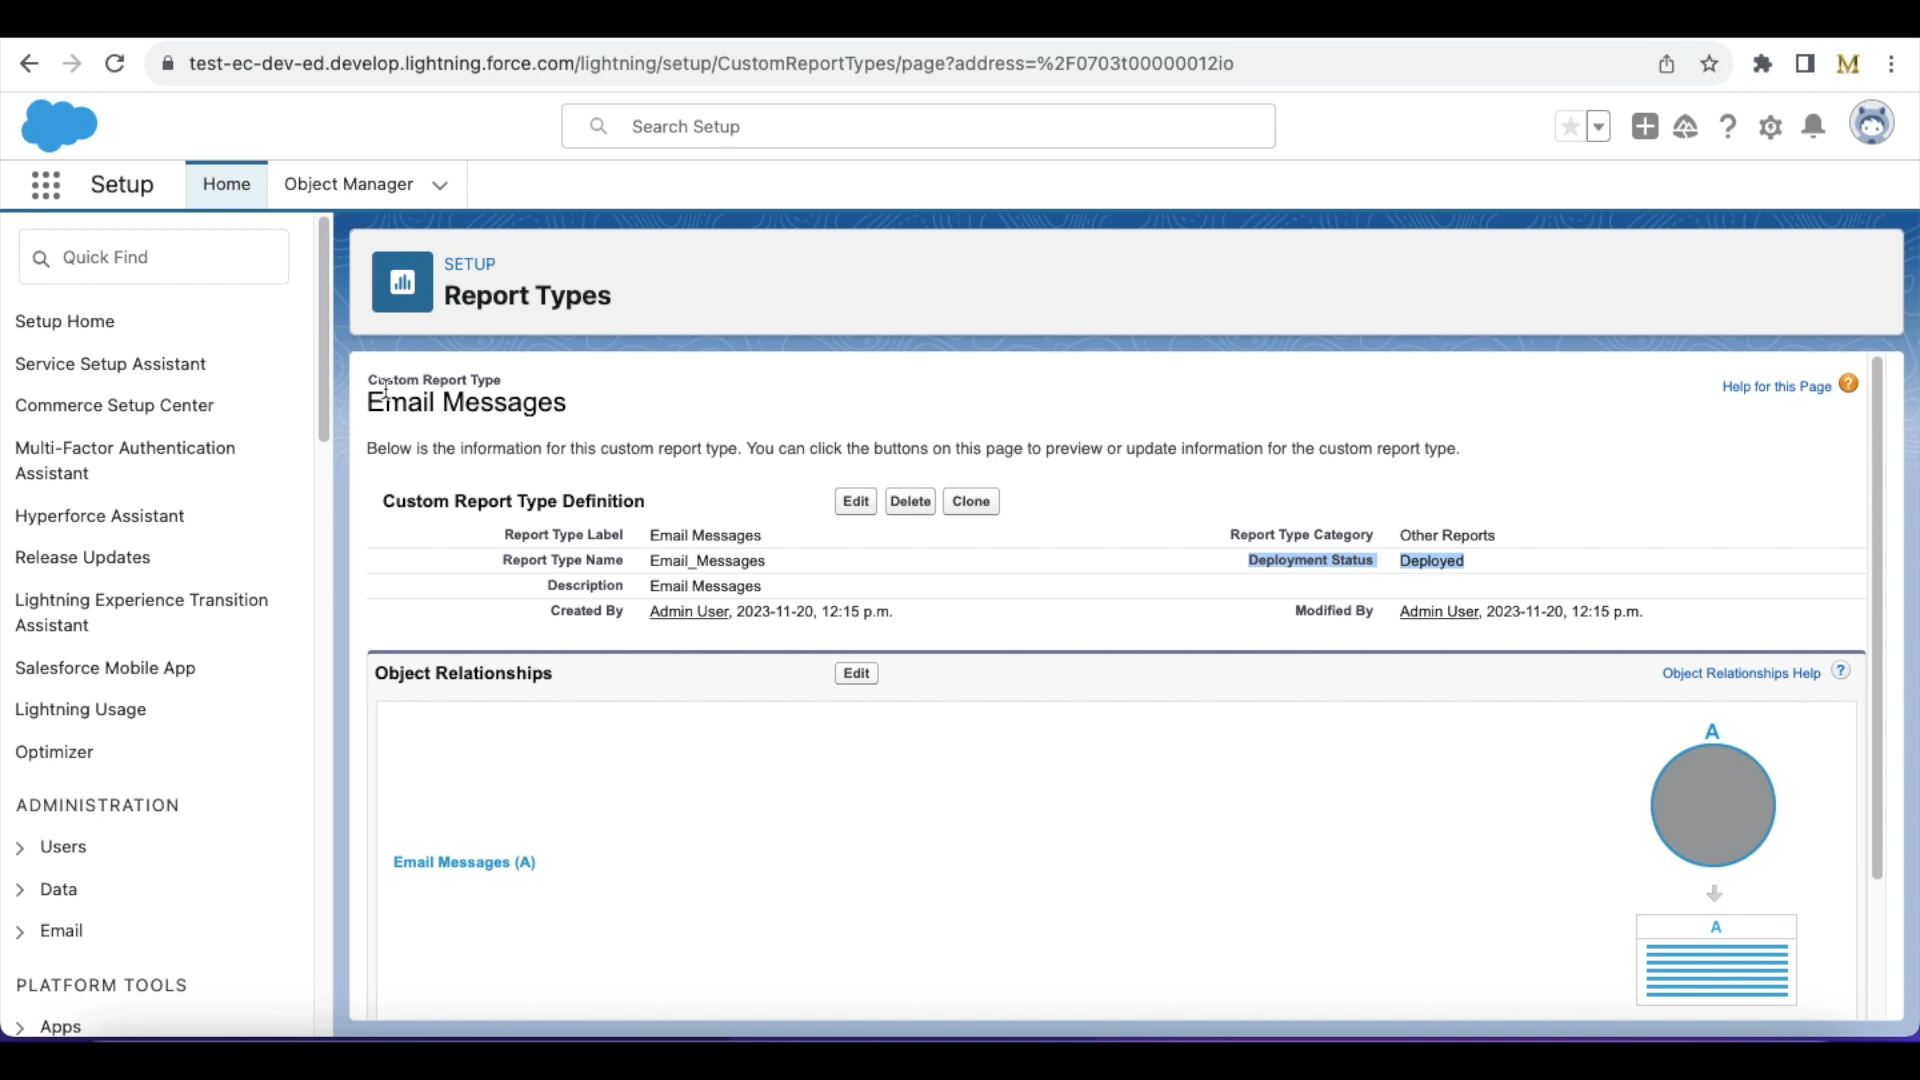 test-ec-dev-ed.develop.lightning.force.com/lightning/setup/CustomReportTypes/page?address=%2F0703t00000012io
M
Search Setup
Setup
Home
Object Manager
Quick Find
Setup Home
Service Setup Assistant
Commerce Setup Center
Multi-Factor Authentication
Assistant
Hyperforce Assistant
Release Updates
Lightning Experience Transition
Assistant
Salesforce Mobile App
Lightning Usage
Optimizer
ADMINISTRATION
Users
Data
Email
PLATFORM TOOLS
Apps
SETUP
Report Types
Custom Report Type
Email Messages
Help for this Page ?
Below is the information for this custom report type. You can click the buttons on this page to preview or update information for the custom report type.
Custom Report Type Definition Edit Delete Clone
Report Type Label Email Messages Report Type Category Other Reports
Report Type Name Email_Messages Deployment Status Deployed
Description Email Messages
Created By Admin User, 2023-11-20, 12:15 p.m. Modified By Admin User, 2023-11-20, 12:15 p.m.
Object Relationships Edit Object Relationships Help ?
A
Email Messages (A)
A